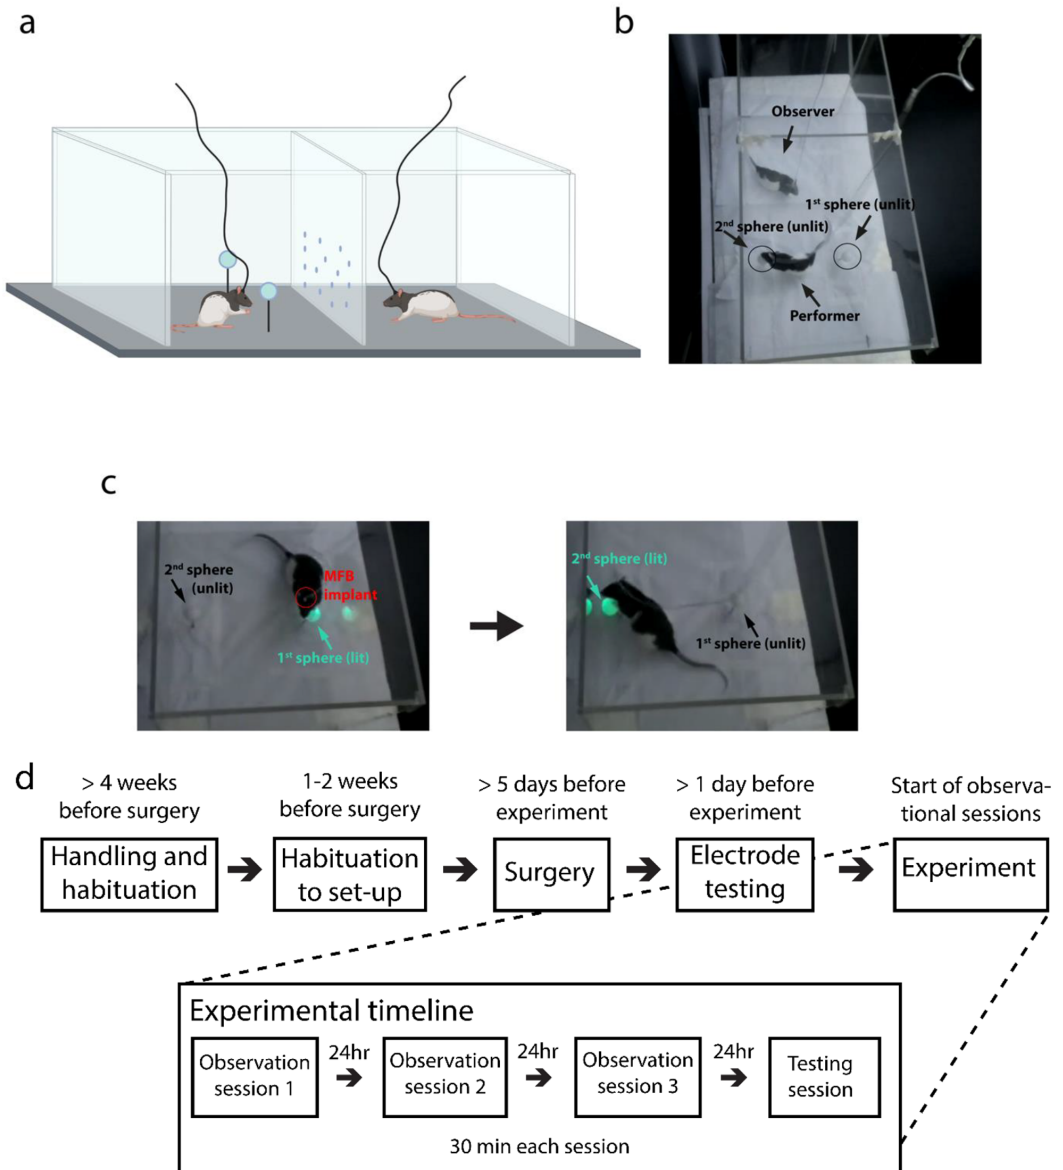 a
b
Observer
1st sphere (unlit)
2nd sphere (unlit)
Performer
c
2nd sphere
(unlit)
MFB
implant
1st sphere (lit)
2nd sphere (lit)
1st sphere (unlit)
d
> 4 weeks
before surgery
1-2 weeks
before surgery
> 5 days before
experiment
> 1 day before
experiment
Start of observa-
tional sessions
Handling and
habituation
Habituation
to set-up
Surgery
Electrode
testing
Experiment
Experimental timeline
Observation
session 1
24hr
Observation
session 2
24hr
Observation
session 3
24hr
Testing
session
30 min each session